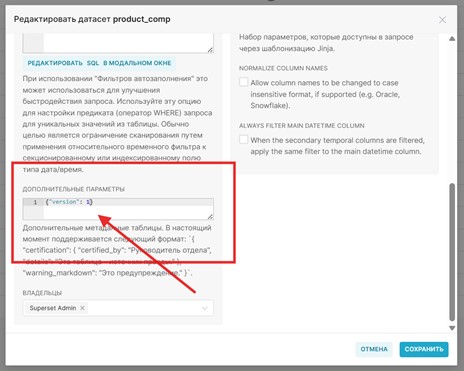 Редактировать датасет product_comp
РЕДАКТИРОВАТЬ SQL В МОДАЛЬНОМ ОКНЕ
При использовании "Фильтров автозаполнения" это
может использоваться для улучшения
быстродействия запроса. Используйте эту опцию
для настройки предиката (оператор WHERE) запроса
для уникальных значений из таблицы. Обычно
целью является ограничение сканирования путем
применения относительного временного фильтра к
секционированному или индексированному полю
типа дата/время.
ДОПОЛНИТЕЛЬНЫЕ ПАРАМЕТРЫ
1 {"version": 1}
Дополнительные метаданные таблицы. В настоящий
момент поддерживается следующий формат: `{
"certification": { "certified_by": "Руководитель отдела",
"details": "Эта таблица - источник правды." },
"warning_markdown": "Это предупреждение." }`.
ВЛАДЕЛЬЦЫ
Superset Admin ×
Набор параметров, которые доступны в запросе
через шаблонизацию Jinja.
NORMALIZE COLUMN NAMES
Allow column names to be changed to case
insensitive format, if supported (e.g. Oracle,
Snowflake).
ALWAYS FILTER MAIN DATETIME COLUMN
When the secondary temporal columns are filtered,
apply the same filter to the main datetime column.
ОТМЕНА
СОХРАНИТЬ